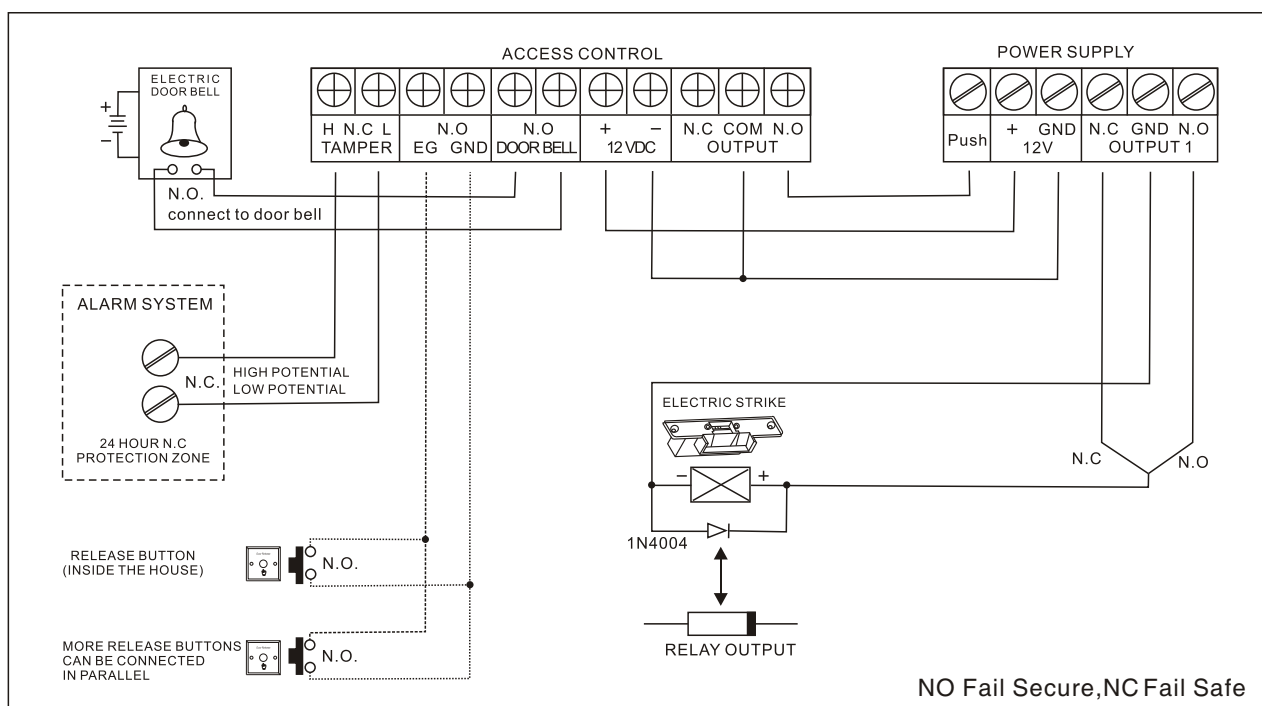 ACCESS CONTROL
POWER SUPPLY
ELECTRIC
DOOR BELL
+
−
H N.C L
TAMPER
N.O
EG GND
N.O
DOOR BELL
+ −
12 VDC
N.C COM N.O
OUTPUT
Push
+ GND
12V
N.C GND N.O
OUTPUT 1
N.O.
connect to door bell
ALARM SYSTEM
N.C.
HIGH POTENTIAL
LOW POTENTIAL
24 HOUR N.C
PROTECTION ZONE
ELECTRIC STRIKE
− +
N.C
N.O
1N4004
RELAY OUTPUT
RELEASE BUTTON
(INSIDE THE HOUSE)
N.O.
MORE RELEASE BUTTONS
CAN BE CONNECTED
IN PARALLEL
N.O.
NO Fail Secure,NC Fail Safe